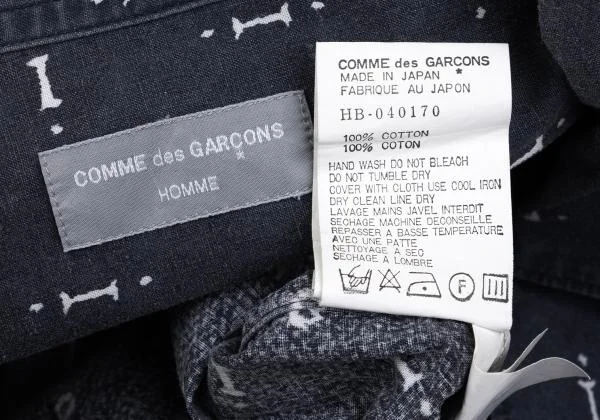 COMME des GARÇONS
HOMME
COMME des GARCONS
MADE IN JAPAN *
FABRIQUE AU JAPON
HB-040170
100% COTTON
100% COTON
HAND WASH DO NOT BLEACH
DO NOT TUMBLE DRY
COVER WITH CLOTH USE COOL IRON
DRY CLEAN LINE DRY
LAVAGE MAINS JAVEL INTERDIT
SECHAGE MACHINE DECONSEILLE
REPASSER A BASSE TEMPERATURE
AVEC UNE PATTE
NETTOYAGE A SEC
SECHAGE A LOMBRE
F